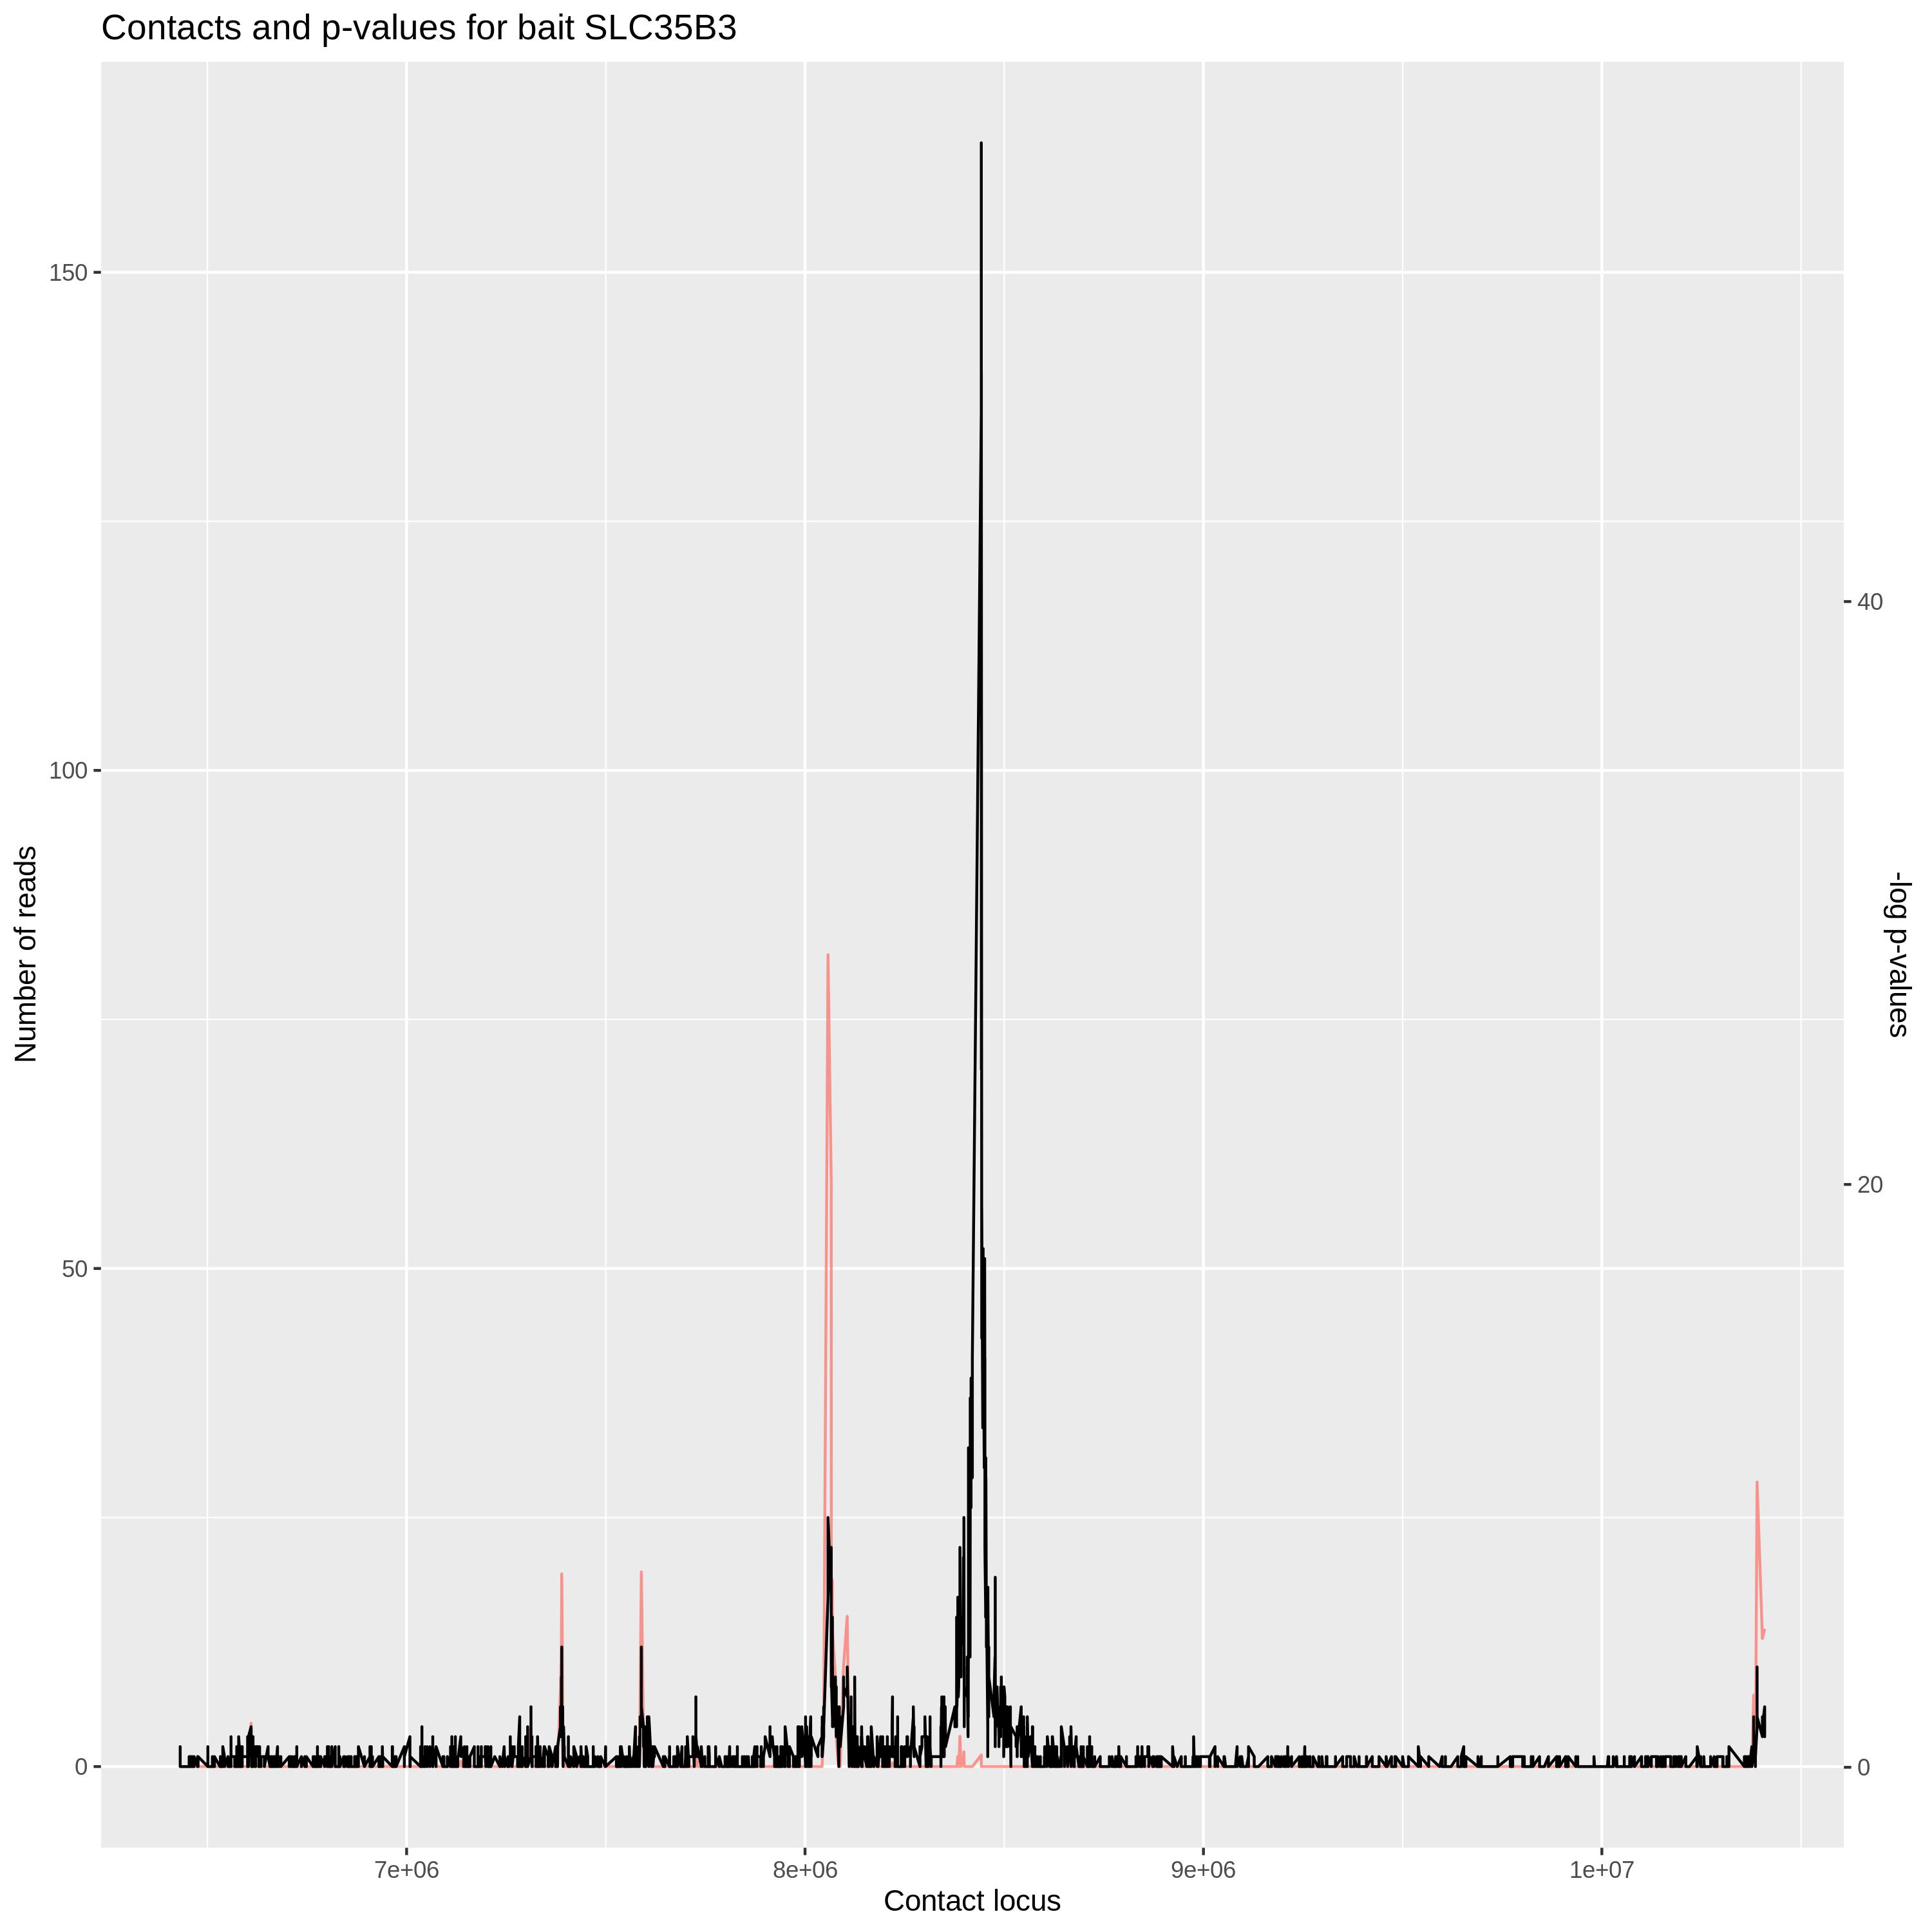 Contacts and p-values for bait SLC35B3
150
100
50
0
Number of reads
40
20
0
-log p-values
7e+06
8e+06
9e+06
1e+07
Contact locus